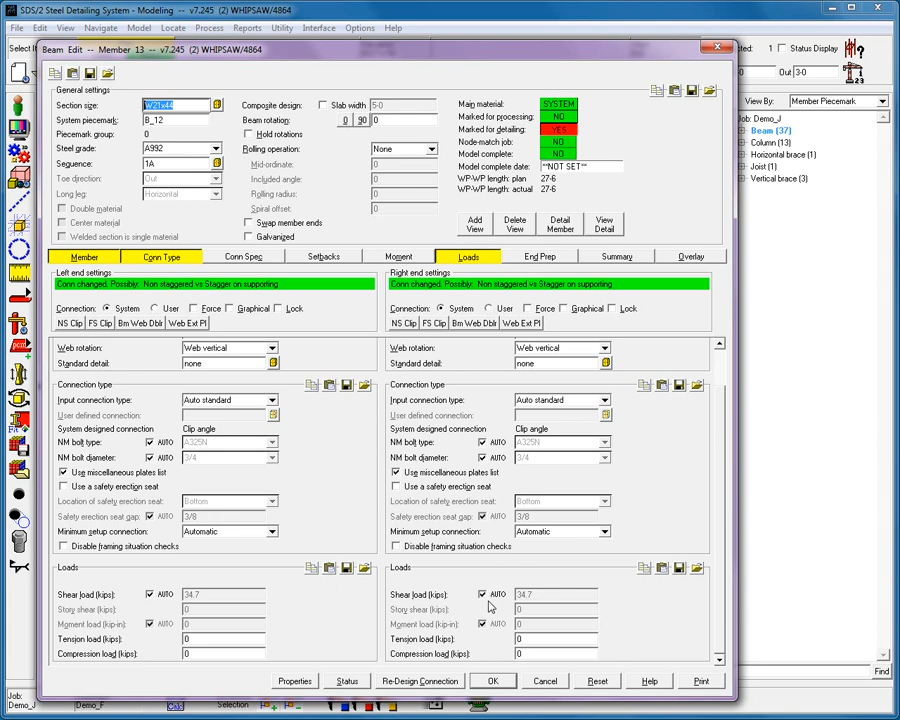 SDS/2 Steel Detailing System - Modeling -- v7.245 WHIPSAW/4864
File Edit View Navigate Model Locate Process Reports Utility Interface Options Help
Select It
cted: 1 Status Display
-0 Out 3-0
View By: Member Piecemark
Job: Demo_J
Beam (37)
Column (13)
Horizontal brace (1)
Joist (1)
Vertical brace (3)
Beam Edit -- Member 13 -- v7.245 (2) WHIPSAW/4864
General settings
Section size: W21x44
System piecemark: B_12
Piecemark group: 0
Steel grade: A992
Sequence: 1A
Toe direction: Out
Long leg: Horizontal
Double material
Center material
Welded section is single material
Composite design: Slab width 5-0
Beam rotation: 0 90 0
Hold rotations
Rolling operation: None
Mid-ordinate: 0
Included angle: 0
Rolling radius: 0
Spiral offset: 0
Swap member ends
Galvanized
Main material: SYSTEM
Marked for processing: NO
Marked for detailing: YES
Node-match job: NO
Model complete: NO
Model complete date: **NOT SET**
WP-WP length: plan 27-6
WP-WP length: actual 27-6
Add View Delete View Detail Member View Detail
Member Conn Type Conn Spec Setbacks Moment Loads End Prep Summary Overlay
Left end settings
Conn changed. Possibly: Non staggered vs Stagger on supporting
Connection: System User Force Graphical Lock
NS Clip FS Clip Bm Web Dblr Web Ext Pl
Web rotation: Web vertical
Standard detail: none
Connection type
Input connection type: Auto standard
User defined connection:
System designed connection Clip angle
NM bolt type: AUTO A325N
NM bolt diameter: AUTO 3/4
Use miscellaneous plates list
Use a safety erection seat
Location of safety erection seat: Bottom
Safety erection seat gap: AUTO 3/8
Minimum setup connection: Automatic
Disable framing situation checks
Loads
Shear load (kips): AUTO 34.7
Story shear (kips): 0
Moment load (kip-in): AUTO 0
Tension load (kips): 0
Compression load (kips): 0
Right end settings
Conn changed. Possibly: Non staggered vs Stagger on supporting
Connection: System User Force Graphical Lock
NS Clip FS Clip Bm Web Dblr Web Ext Pl
Web rotation: Web vertical
Standard detail: none
Connection type
Input connection type: Auto standard
User defined connection:
System designed connection Clip angle
NM bolt type: AUTO A325N
NM bolt diameter: AUTO 3/4
Use miscellaneous plates list
Use a safety erection seat
Location of safety erection seat: Bottom
Safety erection seat gap: AUTO 3/8
Minimum setup connection: Automatic
Disable framing situation checks
Loads
Shear load (kips): AUTO 34.7
Story shear (kips): 0
Moment load (kip-in): AUTO 0
Tension load (kips): 0
Compression load (kips): 0
Properties Status Re-Design Connection OK Cancel Reset Help Print
Find
Job: Demo_J Demo_F Calc Selection